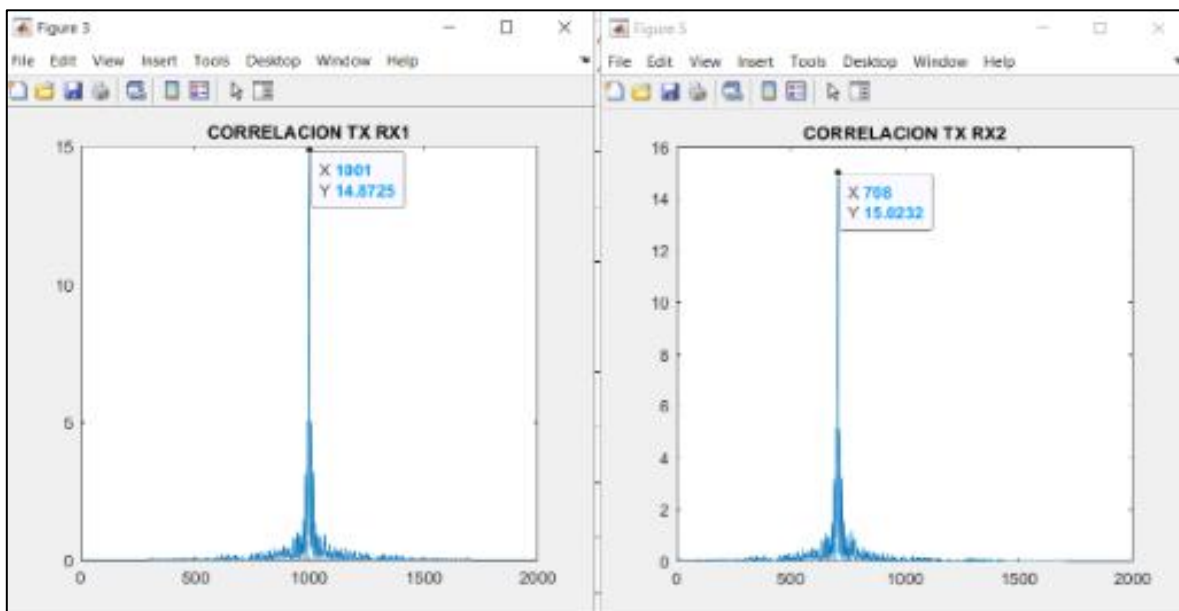 Figure 3
File Edit View Insert Tools Desktop Window Help
CORRELACION TX RX1
15
10
5
0
X 1001
Y 14.8725
0 500 1000 1500 2000
Figure 5
File Edit View Insert Tools Desktop Window Help
CORRELACION TX RX2
16
14
12
10
8
6
4
2
0
X 708
Y 15.0232
0 500 1000 1500 2000